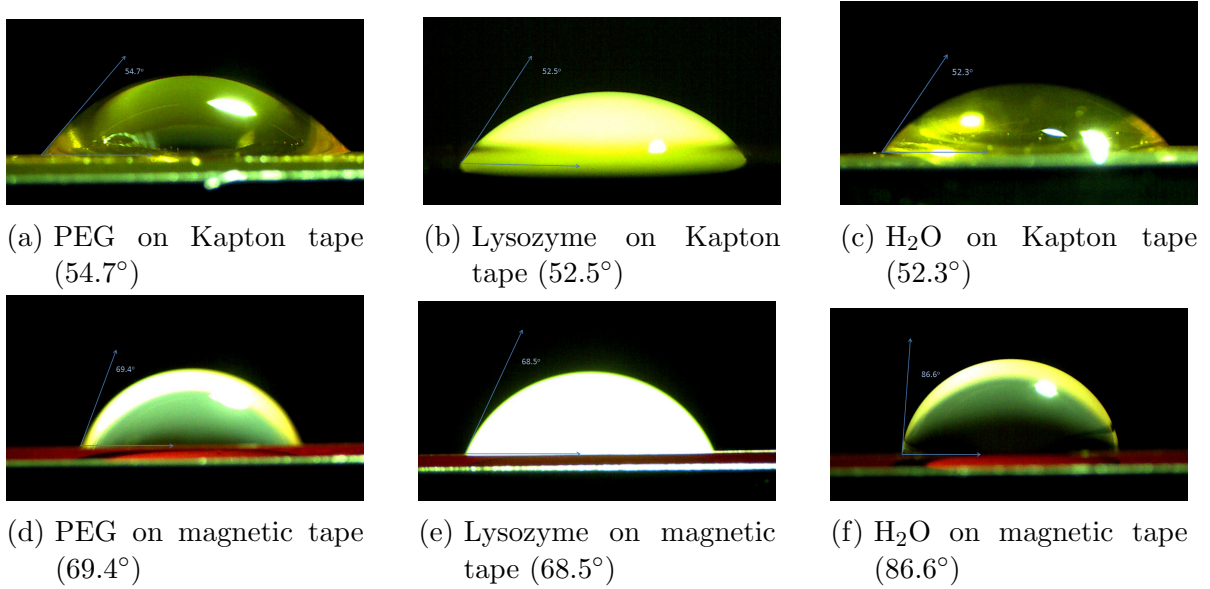 54.7°
52.5°
52.3°
(a) PEG on Kapton tape
(54.7°)
(b) Lysozyme on Kapton
tape (52.5°)
(c) H₂O on Kapton tape
(52.3°)
69.4°
68.5°
86.6°
(d) PEG on magnetic tape
(69.4°)
(e) Lysozyme on magnetic
tape (68.5°)
(f) H₂O on magnetic tape
(86.6°)